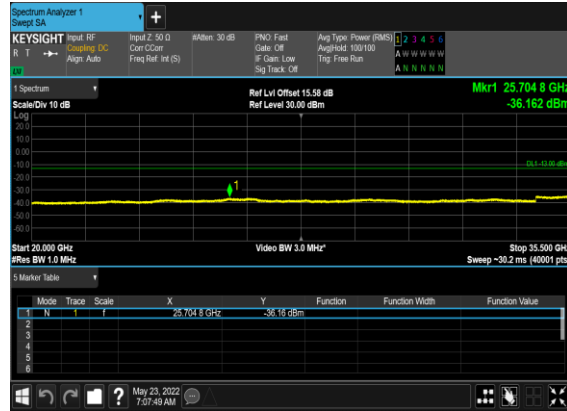 Spectrum Analyzer 1
Swept SA
+
KEYSIGHT Input: RF Input Z: 50 Ω #Atten: 30 dB PNO: Fast Avg Type: Power (RMS) 1 2 3 4 5 6
R T Coupling: DC Corr CCorr Gate: Off Avg|Hold: 100/100 A W W W W W
Align: Auto Freq Ref: Int (S) IF Gain: Low Trig: Free Run
Sig Track: Off A N N N N N
1 Spectrum Ref Lvl Offset 15.58 dB Mkr1 25.704 8 GHz
Scale/Div 10 dB Ref Level 30.00 dBm -36.162 dBm
Log
20.0
10.0
0.00
-10.0 DL1 -13.00 dBm
-20.0
-30.0 1
-40.0
-50.0
-60.0
Start 20.000 GHz Video BW 3.0 MHz* Stop 35.500 GHz
#Res BW 1.0 MHz Sweep ~30.2 ms (40001 pts)
5 Marker Table
Mode Trace Scale X Y Function Function Width Function Value
1 N 1 f 25.704 8 GHz -36.16 dBm
2
3
4
5
6
? May 23, 2022
7:07:49 AM